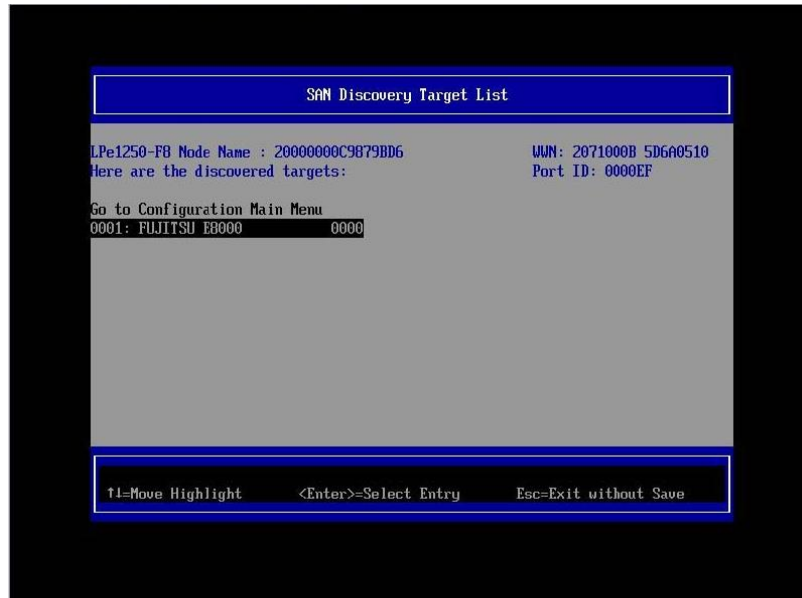 SAN Discovery Target List
LPe1250-F8 Node Name : 20000000C9879BD6 WWN: 2071000B 5D6A0510
Here are the discovered targets: Port ID: 0000EF
Go to Configuration Main Menu
0001: FUJITSU E8000 0000
↑↓=Move Highlight <Enter>=Select Entry Esc=Exit without Save